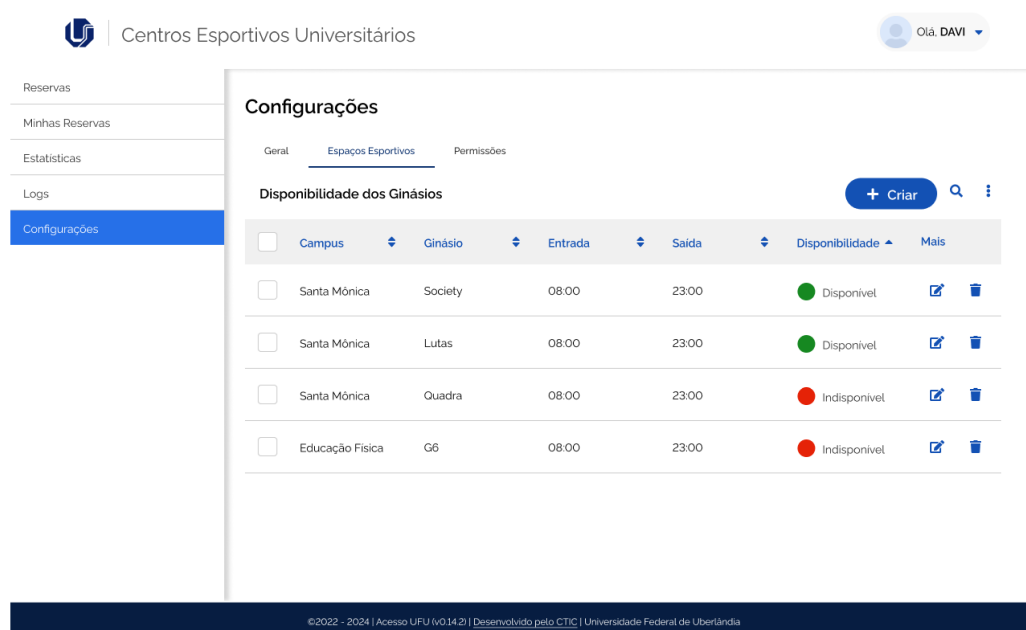 Centros Esportivos Universitários
Olá, DAVI
Reservas
Minhas Reservas
Estatísticas
Logs
Configurações
Configurações
Geral Espaços Esportivos Permissões
Disponibilidade dos Ginásios
+ Criar
Campus Ginásio Entrada Saída Disponibilidade Mais
Santa Mônica Society 08:00 23:00 Disponível
Santa Mônica Lutas 08:00 23:00 Disponível
Santa Mônica Quadra 08:00 23:00 Indisponível
Educação Física G6 08:00 23:00 Indisponível
©2022 - 2024 | Acesso UFU (v0.14.2) | Desenvolvido pelo CTIC | Universidade Federal de Uberlândia